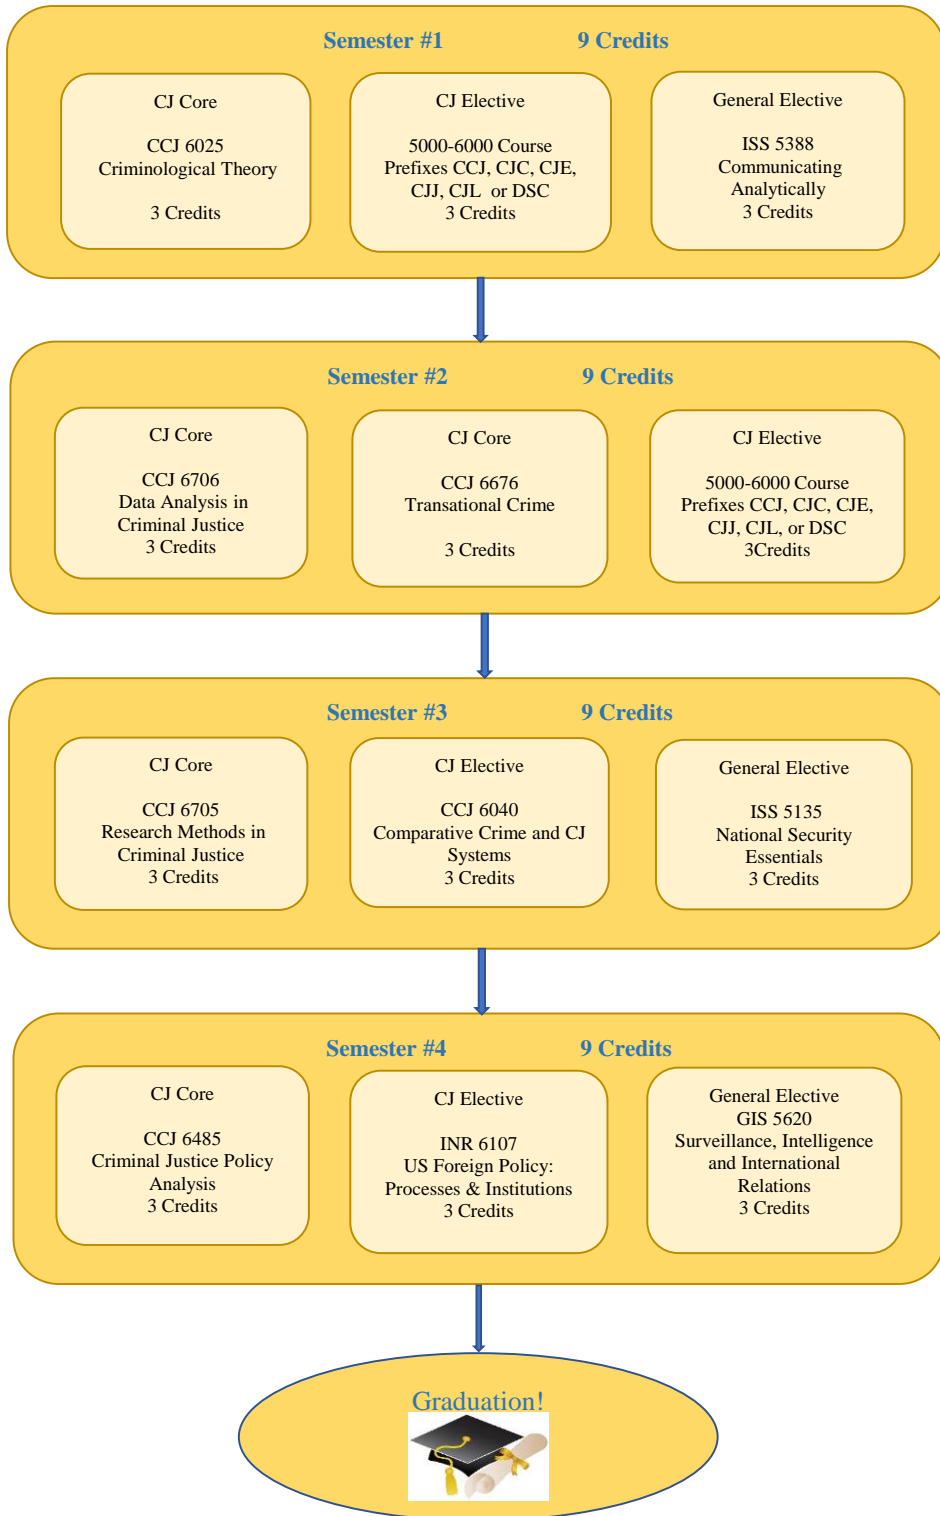 Semester #1 9 Credits
CJ Core
CCJ 6025
Criminological Theory
3 Credits
CJ Elective
5000-6000 Course
Prefixes CCJ, CJC, CJE,
CJJ, CJL or DSC
3 Credits
General Elective
ISS 5388
Communicating
Analytically
3 Credits
Semester #2 9 Credits
CJ Core
CCJ 6706
Data Analysis in
Criminal Justice
3 Credits
CJ Core
CCJ 6676
Transational Crime
3 Credits
CJ Elective
5000-6000 Course
Prefixes CCJ, CJC, CJE,
CJJ, CJL, or DSC
3Credits
Semester #3 9 Credits
CJ Core
CCJ 6705
Research Methods in
Criminal Justice
3 Credits
CJ Elective
CCJ 6040
Comparative Crime and CJ
Systems
3 Credits
General Elective
ISS 5135
National Security
Essentials
3 Credits
Semester #4 9 Credits
CJ Core
CCJ 6485
Criminal Justice Policy
Analysis
3 Credits
CJ Elective
INR 6107
US Foreign Policy:
Processes & Institutions
3 Credits
General Elective
GIS 5620
Surveillance, Intelligence
and International
Relations
3 Credits
Graduation!